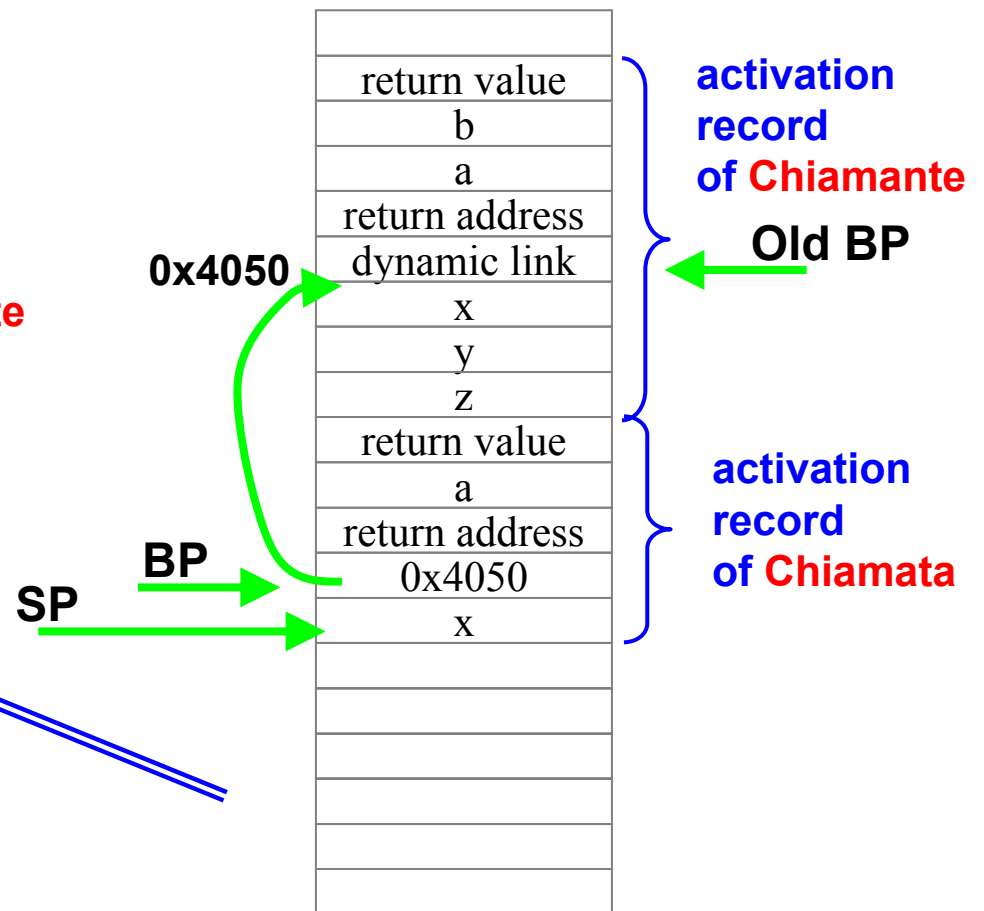 return value
b
a
return address
dynamic link
x
y
z
return value
a
return address
0x4050
x
activation
record
of Chiamante
Old BP
activation
record
of Chiamata
0x4050
te
BP
SP